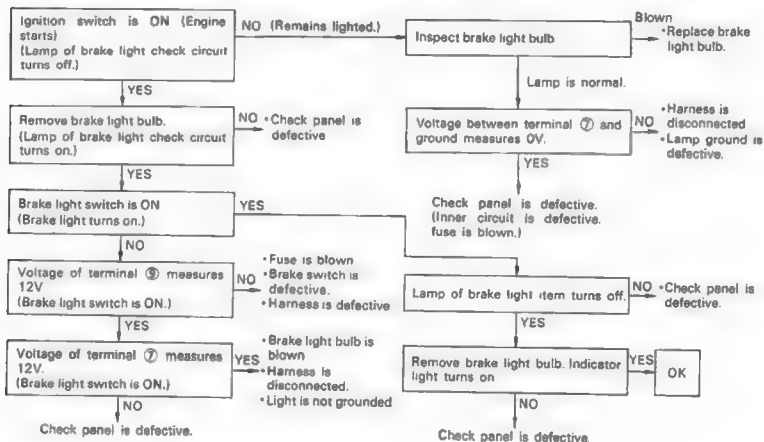 Ignition switch is ON (Engine
starts)
(Lamp of brake light check circuit
turns off.)
NO (Remains lighted.)
Inspect brake light bulb
Blown
•Replace brake
light bulb.
YES
Lamp is normal.
Remove brake light bulb.
(Lamp of brake light check circuit
turns on.)
NO
•Check panel is
defective
Voltage between terminal ⑦ and
ground measures 0V.
NO
•Harness is
disconnected
•Lamp ground is
defective.
YES
YES
Check panel is defective.
(Inner circuit is defective.
fuse is blown.)
Brake light switch is ON
(Brake light turns on.)
YES
NO
Voltage of terminal ⑨ measures
12V
(Brake light switch is ON.)
NO
•Fuse is blown
•Brake switch is
defective.
•Harness is defective
Lamp of brake light item turns off.
NO
•Check panel is
defective.
YES
YES
Voltage of terminal ⑦ measures
12V.
(Brake light switch is ON.)
YES
•Brake light bulb is
blown
•Harness is
disconnected.
•Light is not grounded
Remove brake light bulb. Indicator
light turns on
YES
OK
NO
Check panel is defective.
NO
Check panel is defective